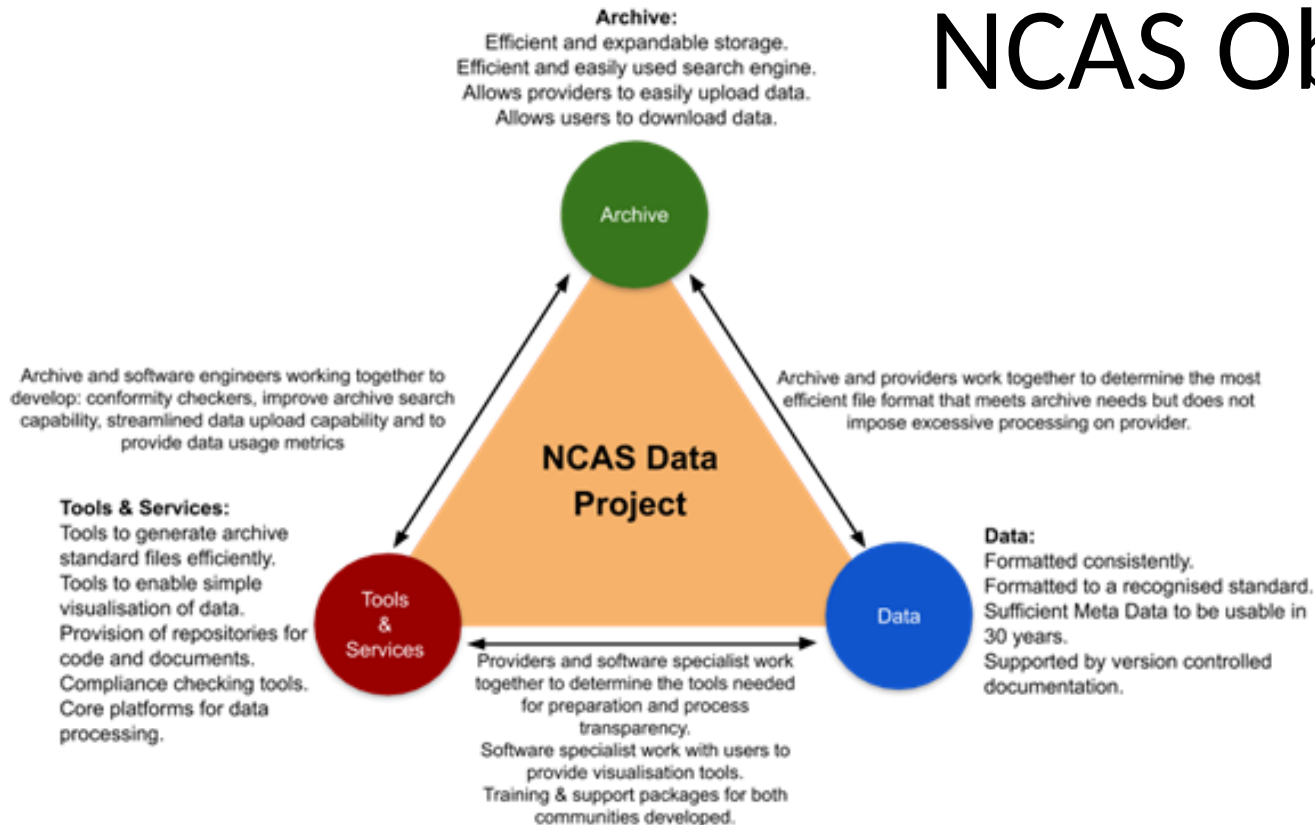 NCAS Ob
Archive:
Efficient and expandable storage.
Efficient and easily used search engine.
Allows providers to easily upload data.
Allows users to download data.
Archive
Archive and software engineers working together to
develop: conformity checkers, improve archive search
capability, streamlined data upload capability and to
provide data usage metrics
Archive and providers work together to determine the most
efficient file format that meets archive needs but does not
impose excessive processing on provider.
NCAS Data
Project
Tools & Services:
Tools to generate archive
standard files efficiently.
Tools to enable simple
visualisation of data.
Provision of repositories for
code and documents.
Compliance checking tools.
Core platforms for data
processing.
Tools
&
Services
Data
Data:
Formatted consistently.
Formatted to a recognised standard.
Sufficient Meta Data to be usable in
30 years.
Supported by version controlled
documentation.
Providers and software specialist work
together to determine the tools needed
for preparation and process
transparency.
Software specialist work with users to
provide visualisation tools.
Training & support packages for both
communities developed.